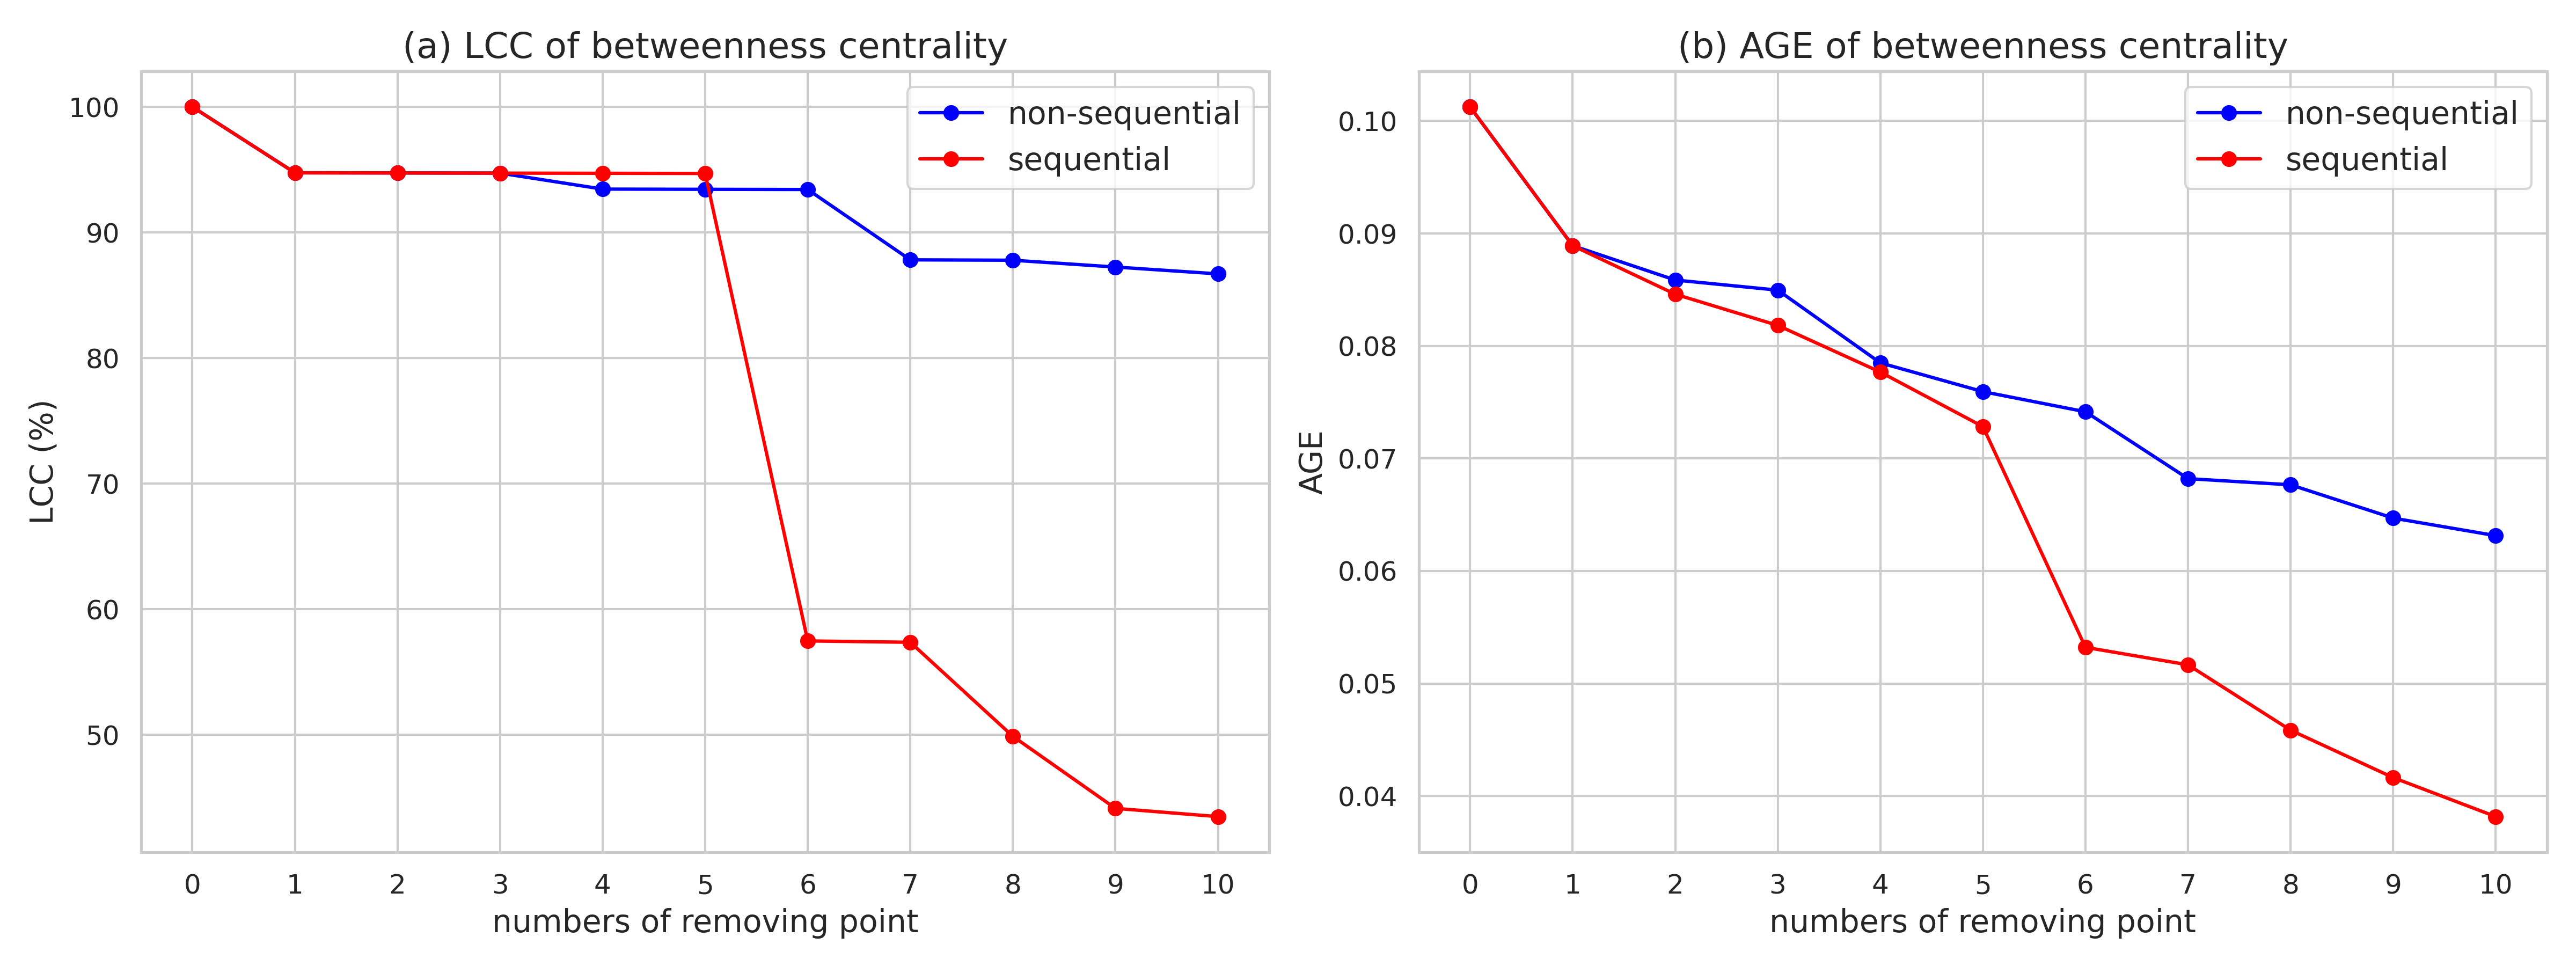 (a) LCC of betweenness centrality
LCC (%)
100
90
80
70
60
50
non-sequential
sequential
0 1 2 3 4 5 6 7 8 9 10
numbers of removing point
(b) AGE of betweenness centrality
AGE
0.10
0.09
0.08
0.07
0.06
0.05
0.04
non-sequential
sequential
0 1 2 3 4 5 6 7 8 9 10
numbers of removing point